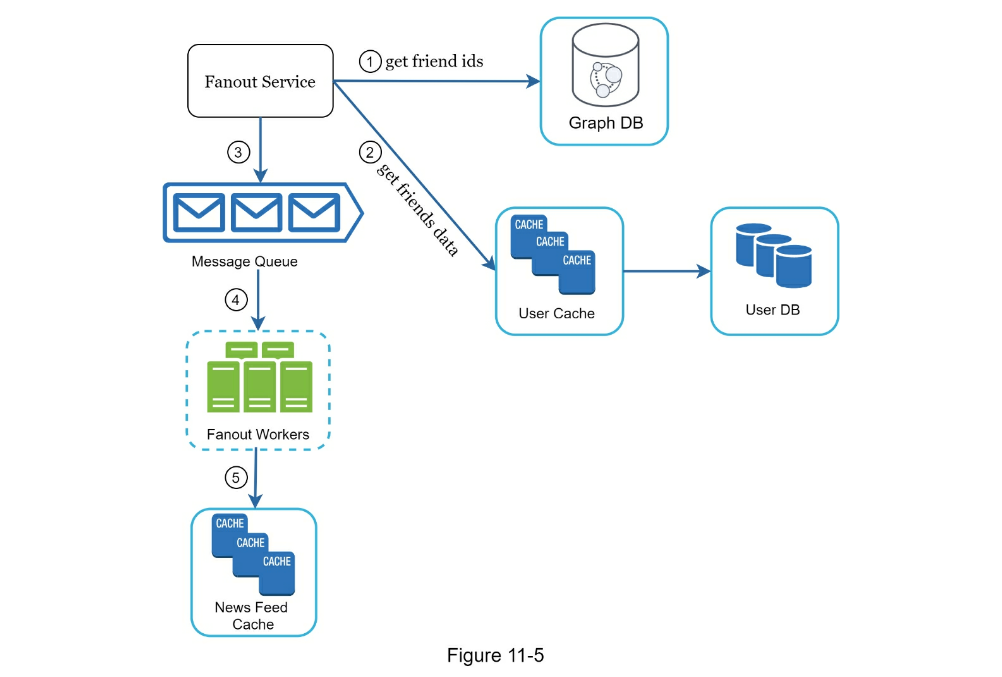 Fanout Service
1 get friend ids
Graph DB
2 get friends data
3
Message Queue
CACHE
CACHE
CACHE
User Cache
User DB
4
Fanout Workers
5
CACHE
CACHE
CACHE
News Feed
Cache
Figure 11-5